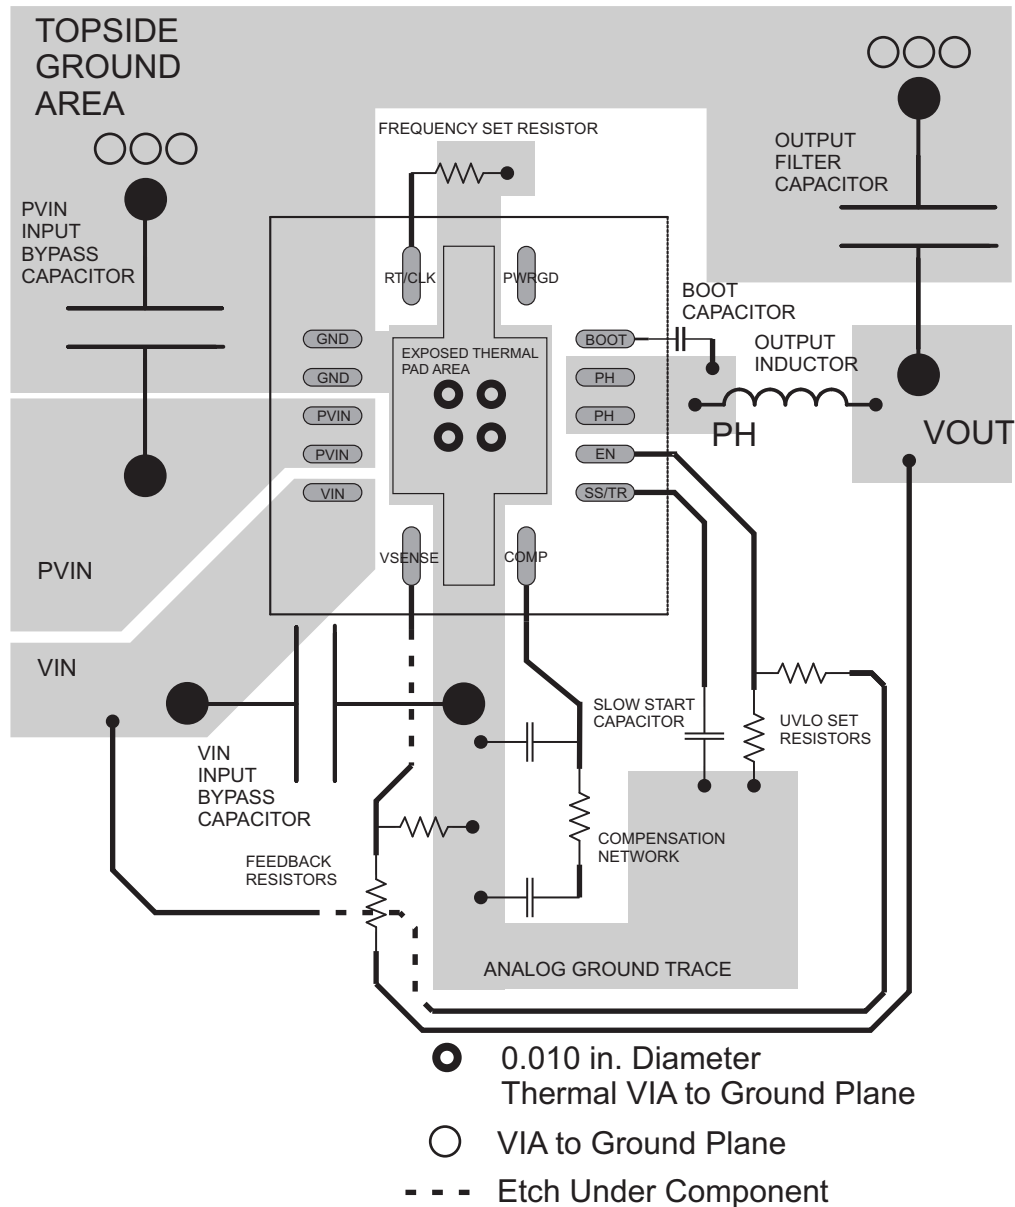 TOPSIDE
GROUND
AREA
FREQUENCY SET RESISTOR
OUTPUT
FILTER
CAPACITOR
PVIN
INPUT
BYPASS
CAPACITOR
RT/CLK
PWRGD
BOOT
CAPACITOR
GND
EXPOSED THERMAL
PAD AREA
BOOT
OUTPUT
INDUCTOR
GND
PH
PVIN
PH
PH
VOUT
PVIN
EN
VIN
SS/TR
VSENSE
COMP
PVIN
VIN
SLOW START
CAPACITOR
UVLO SET
RESISTORS
VIN
INPUT
BYPASS
CAPACITOR
COMPENSATION
NETWORK
FEEDBACK
RESISTORS
ANALOG GROUND TRACE
0.010 in. Diameter
Thermal VIA to Ground Plane
VIA to Ground Plane
Etch Under Component